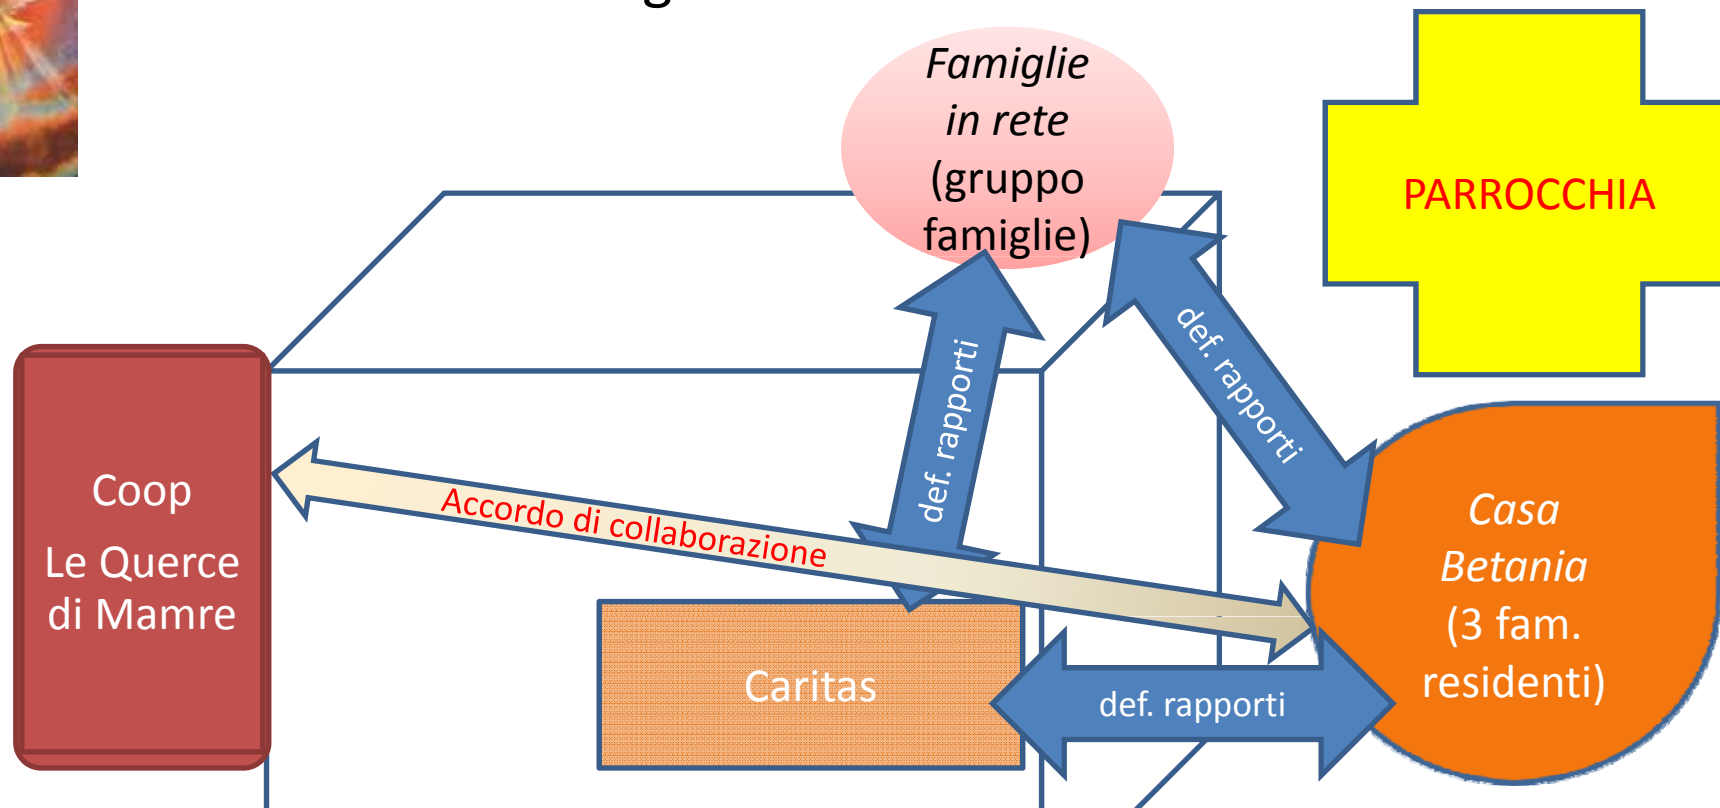 Famiglie
in rete
(gruppo
famiglie)
PARROCCHIA
def. rapporti
def. rapporti
Coop
Le Querce
di Mamre
Accordo di collaborazione
Casa
Betania
(3 fam.
residenti)
Caritas
def. rapporti